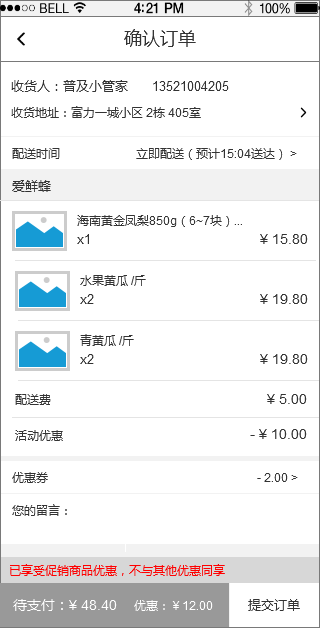 BELL 4:21 PM 100%
确认订单
收货人：普及小管家 13521004205
收货地址：富力一城小区 2栋 405室
配送时间 立即配送（预计15:04送达） >
爱鲜蜂
海南黄金凤梨850g（6~7块）...
x1 ¥ 15.80
水果黄瓜 /斤
x2 ¥ 19.80
青黄瓜 /斤
x2 ¥ 19.80
配送费 ¥ 5.00
活动优惠 - ¥ 10.00
优惠券 - 2.00 >
您的留言：
已享受促销商品优惠，不与其他优惠同享
待支付：¥ 48.40 优惠：¥ 12.00 提交订单